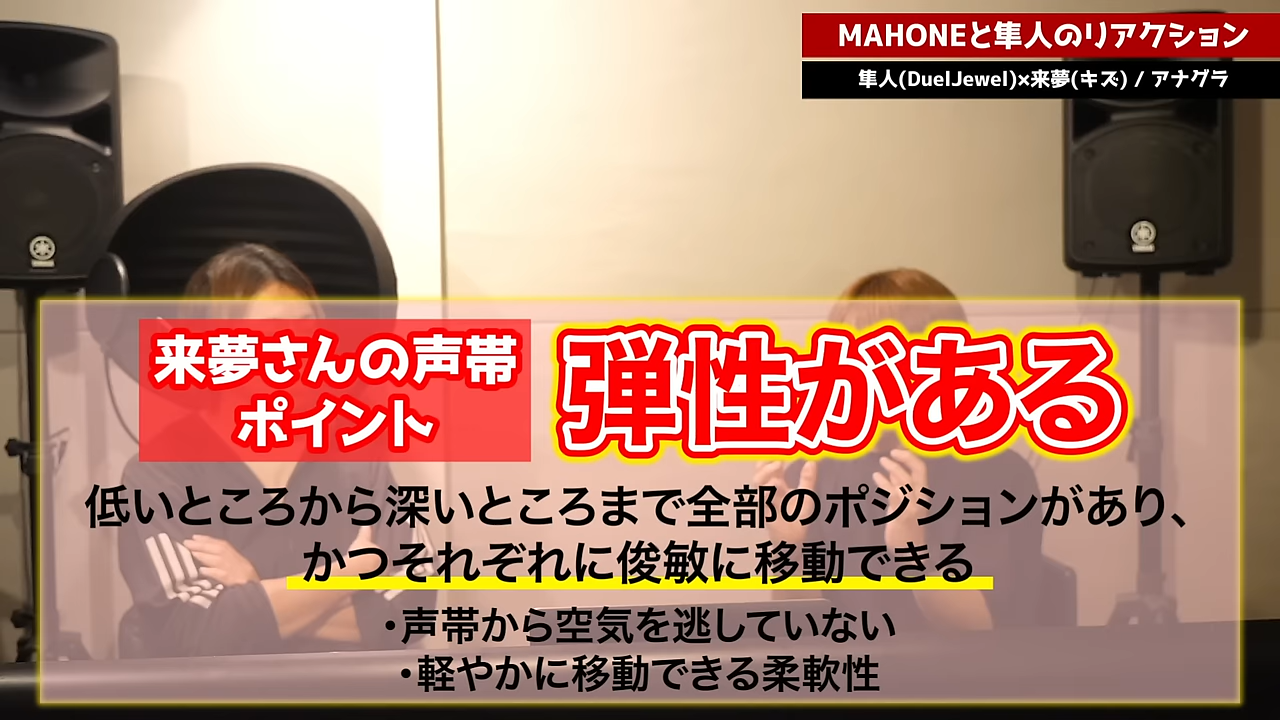 MAHONEと隼人のリアクション
隼人(DuelJewel)×来夢(キズ) / アナグラ
来夢さんの声帯
ポイント
弾性がある
低いところから深いところまで全部のポジションがあり、
かつそれぞれに俊敏に移動できる
・声帯から空気を逃していない
・軽やかに移動できる柔軟性